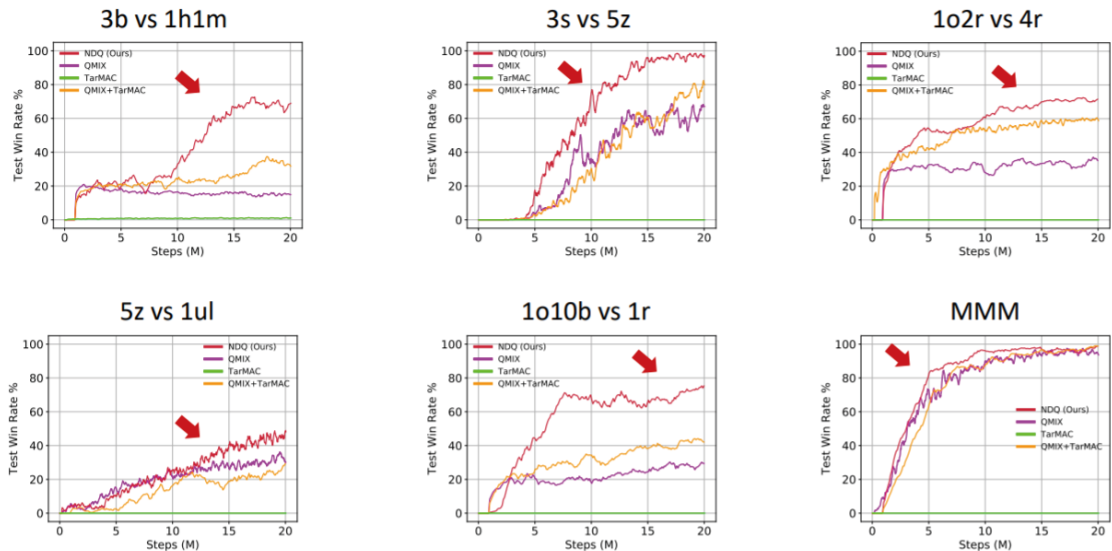 3b vs 1h1m
100
80
60
40
20
0
Test Win Rate %
NDQ (Ours)
QMIX
TarMAC
QMIX+TarMAC
0 5 10 15 20
Steps (M)
3s vs 5z
100
80
60
40
20
0
Test Win Rate %
NDQ (Ours)
QMIX
TarMAC
QMIX+TarMAC
0 5 10 15 20
Steps (M)
1o2r vs 4r
100
80
60
40
20
0
Test Win Rate %
NDQ (Ours)
QMIX
TarMAC
QMIX+TarMAC
0 5 10 15 20
Steps (M)
5z vs 1ul
100
80
60
40
20
0
Test Win Rate %
NDQ (Ours)
QMIX
TarMAC
QMIX+TarMAC
0 5 10 15 20
Steps (M)
1o10b vs 1r
100
80
60
40
20
0
Test Win Rate %
NDQ (Ours)
QMIX
TarMAC
QMIX+TarMAC
0 5 10 15 20
Steps (M)
MMM
100
80
60
40
20
0
Test Win Rate %
NDQ (Ours)
QMIX
TarMAC
QMIX+TarMAC
0 5 10 15 20
Steps (M)